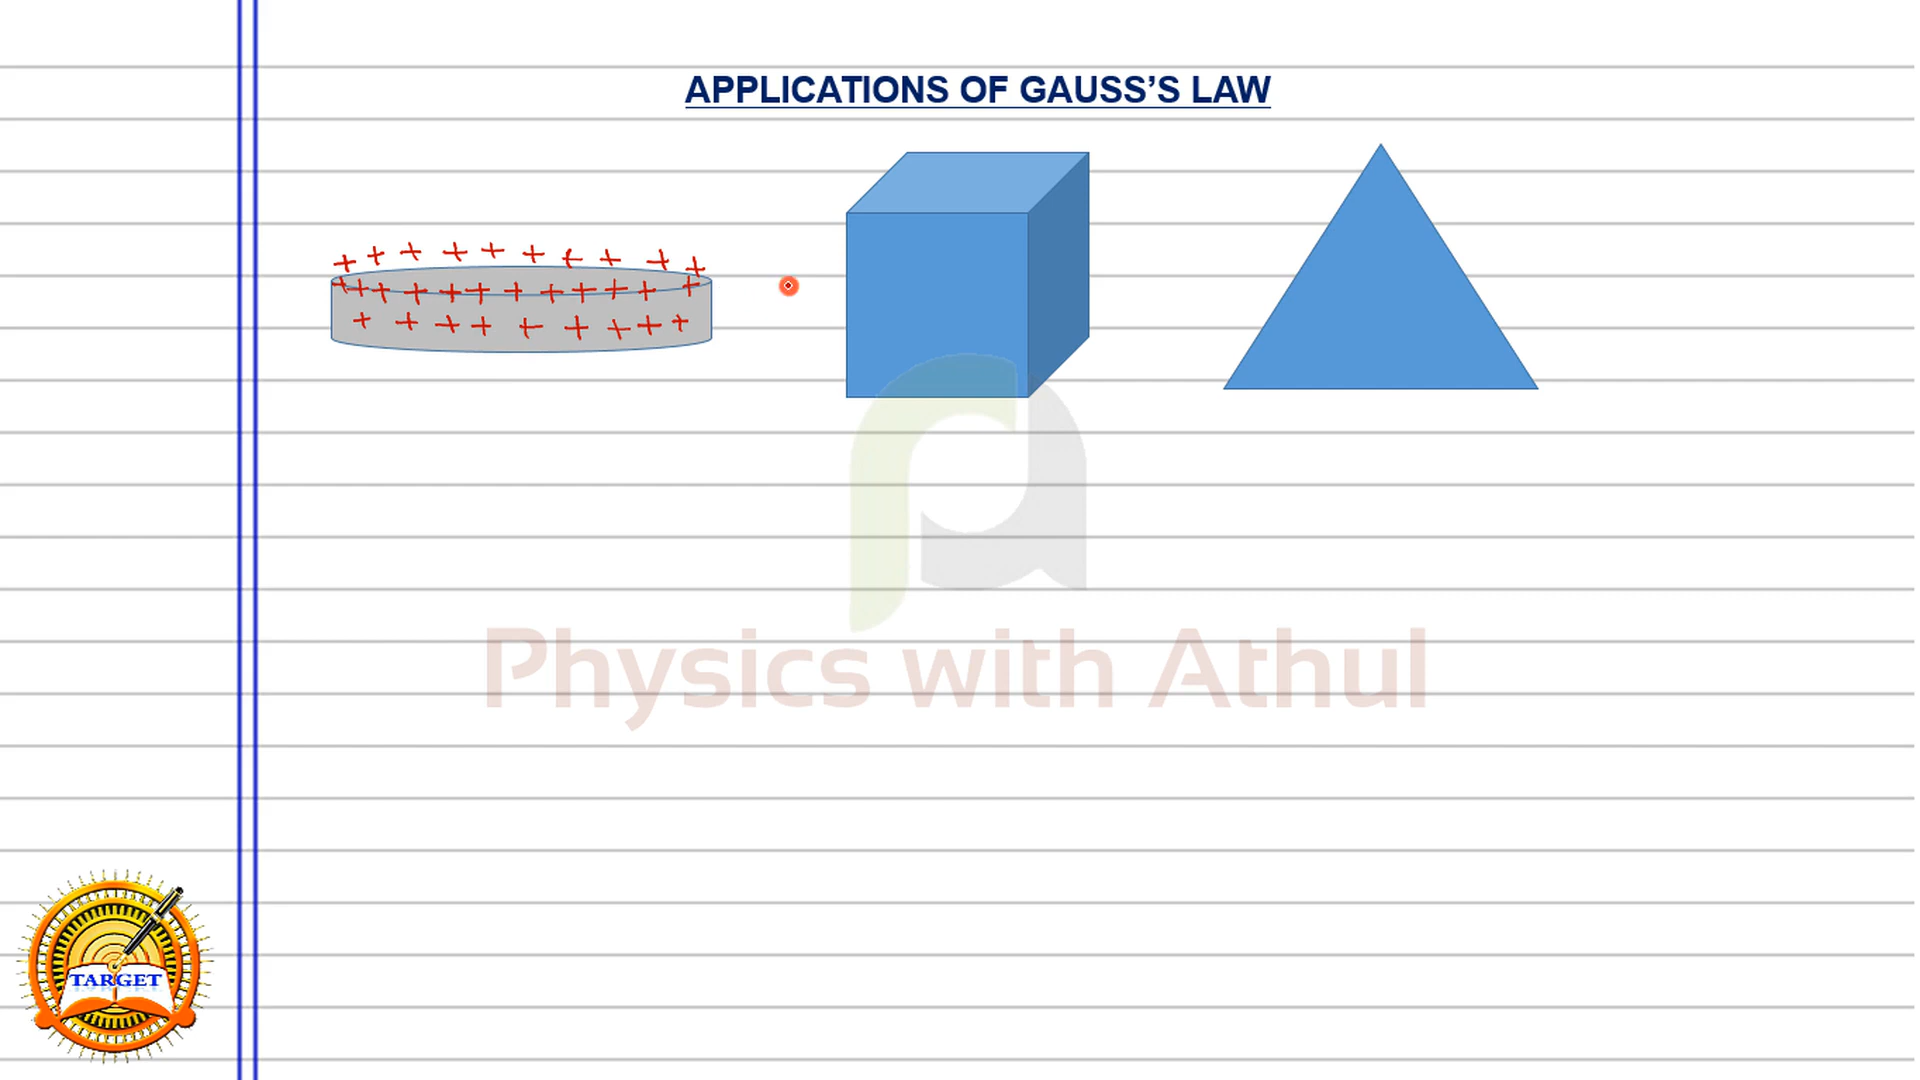 APPLICATIONS OF GAUSS’S LAW
+ + + + + + + + + +
+ + + + + + + + + + + + +
+ + + + + + + + + +
Physics with Athul
TARGET